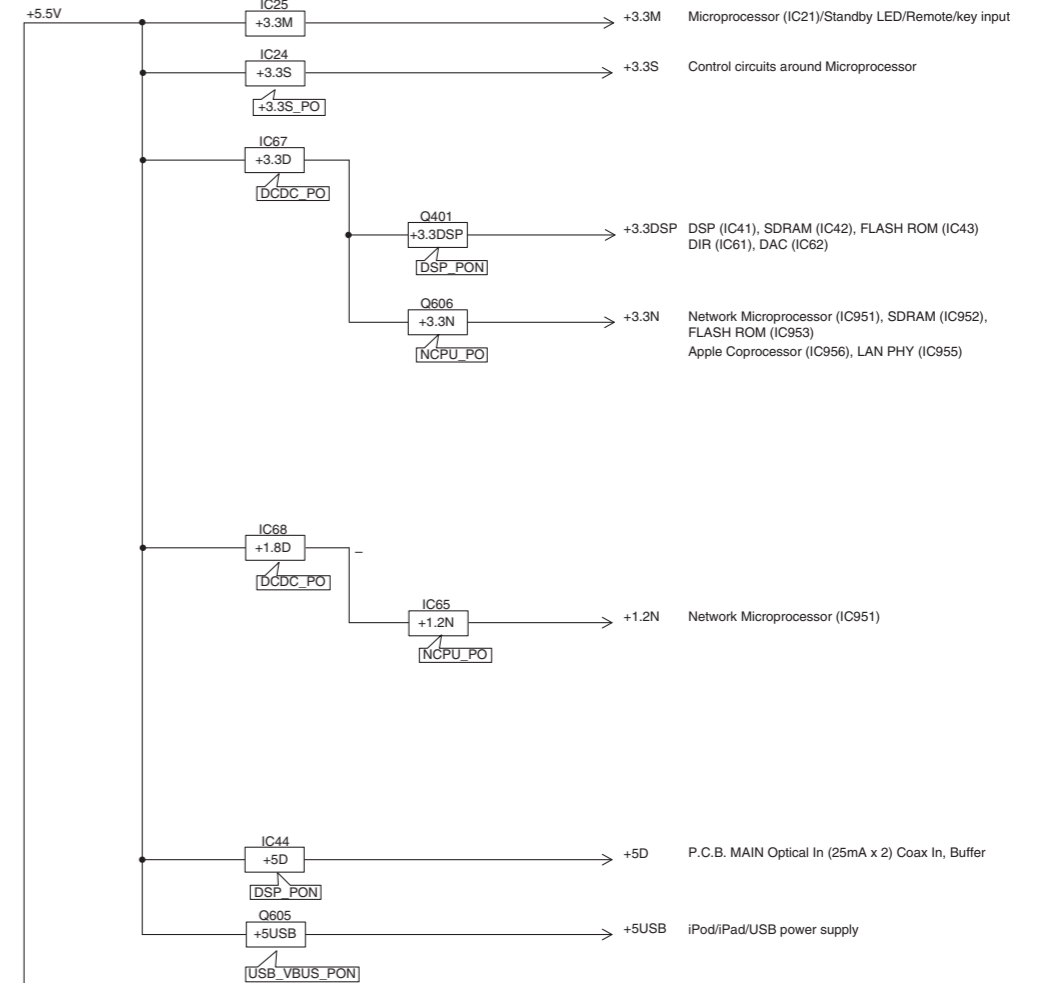 +5.5V
IC25
+3.3M
+3.3M Microprocessor (IC21)/Standby LED/Remote/key input
IC24
+3.3S
+3.3S Control circuits around Microprocessor
+3.3S_PO
IC67
+3.3D
DCDC_PO
Q401
+3.3DSP
+3.3DSP DSP (IC41), SDRAM (IC42), FLASH ROM (IC43)
DIR (IC61), DAC (IC62)
DSP_PON
Q606
+3.3N
+3.3N Network Microprocessor (IC951), SDRAM (IC952),
FLASH ROM (IC953)
Apple Coprocessor (IC956), LAN PHY (IC955)
NCPU_PO
IC68
+1.8D
–
DCDC_PO
IC65
+1.2N
+1.2N Network Microprocessor (IC951)
NCPU_PO
IC44
+5D
+5D P.C.B. MAIN Optical In (25mA x 2) Coax In, Buffer
DSP_PON
Q605
+5USB
+5USB iPod/iPad/USB power supply
USB_VBUS_PON